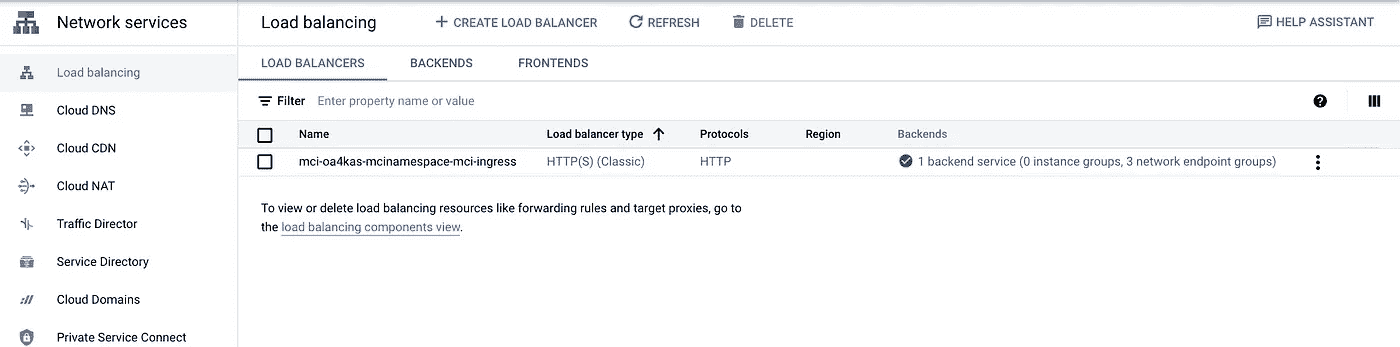 Network services
Load balancing
CREATE LOAD BALANCER
REFRESH
DELETE
HELP ASSISTANT
Load balancing
Cloud DNS
Cloud CDN
Cloud NAT
Traffic Director
Service Directory
Cloud Domains
Private Service Connect
LOAD BALANCERS
BACKENDS
FRONTENDS
Filter Enter property name or value
Name Load balancer type Protocols Region Backends
mci-oa4kas-mcinamespace-mci-ingress HTTP(S) (Classic) HTTP 1 backend service (0 instance groups, 3 network endpoint groups)
To view or delete load balancing resources like forwarding rules and target proxies, go to
the load balancing components view.